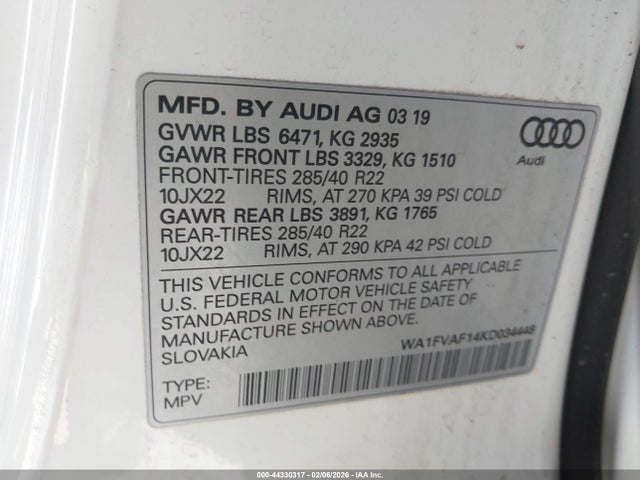 MFD. BY AUDI AG 03 19
GVWR LBS 6471, KG 2935
GAWR FRONT LBS 3329, KG 1510
FRONT-TIRES 285/40 R22
10JX22 RIMS, AT 270 KPA 39 PSI COLD
GAWR REAR LBS 3891, KG 1765
REAR-TIRES 285/40 R22
10JX22 RIMS, AT 290 KPA 42 PSI COLD
Audi
THIS VEHICLE CONFORMS TO ALL APPLICABLE
U.S. FEDERAL MOTOR VEHICLE SAFETY
STANDARDS IN EFFECT ON THE DATE OF
MANUFACTURE SHOWN ABOVE.
SLOVAKIA
WA1FVAF14KD034448
TYPE:
MPV
000-44330317 - 02/06/2026 - COPART